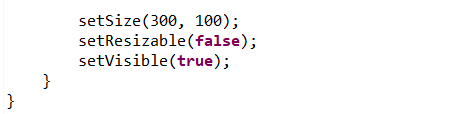 setSize(300, 100);
setResizable(false);
setVisible(true);
}
}